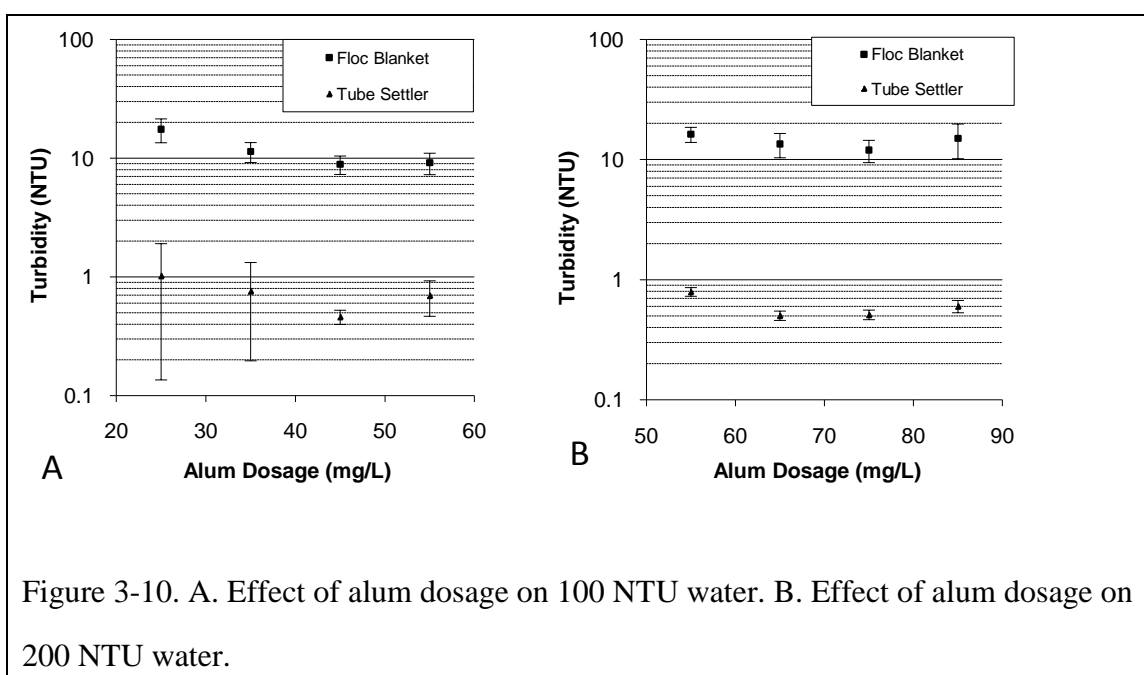 100
10
1
0.1
Turbidity (NTU)
Floc Blanket
Tube Settler
20 30 40 50 60
Alum Dosage (mg/L)
A
100
10
1
0.1
Turbidity (NTU)
Floc Blanket
Tube Settler
50 60 70 80 90
Alum Dosage (mg/L)
B
Figure 3-10. A. Effect of alum dosage on 100 NTU water. B. Effect of alum dosage on
200 NTU water.